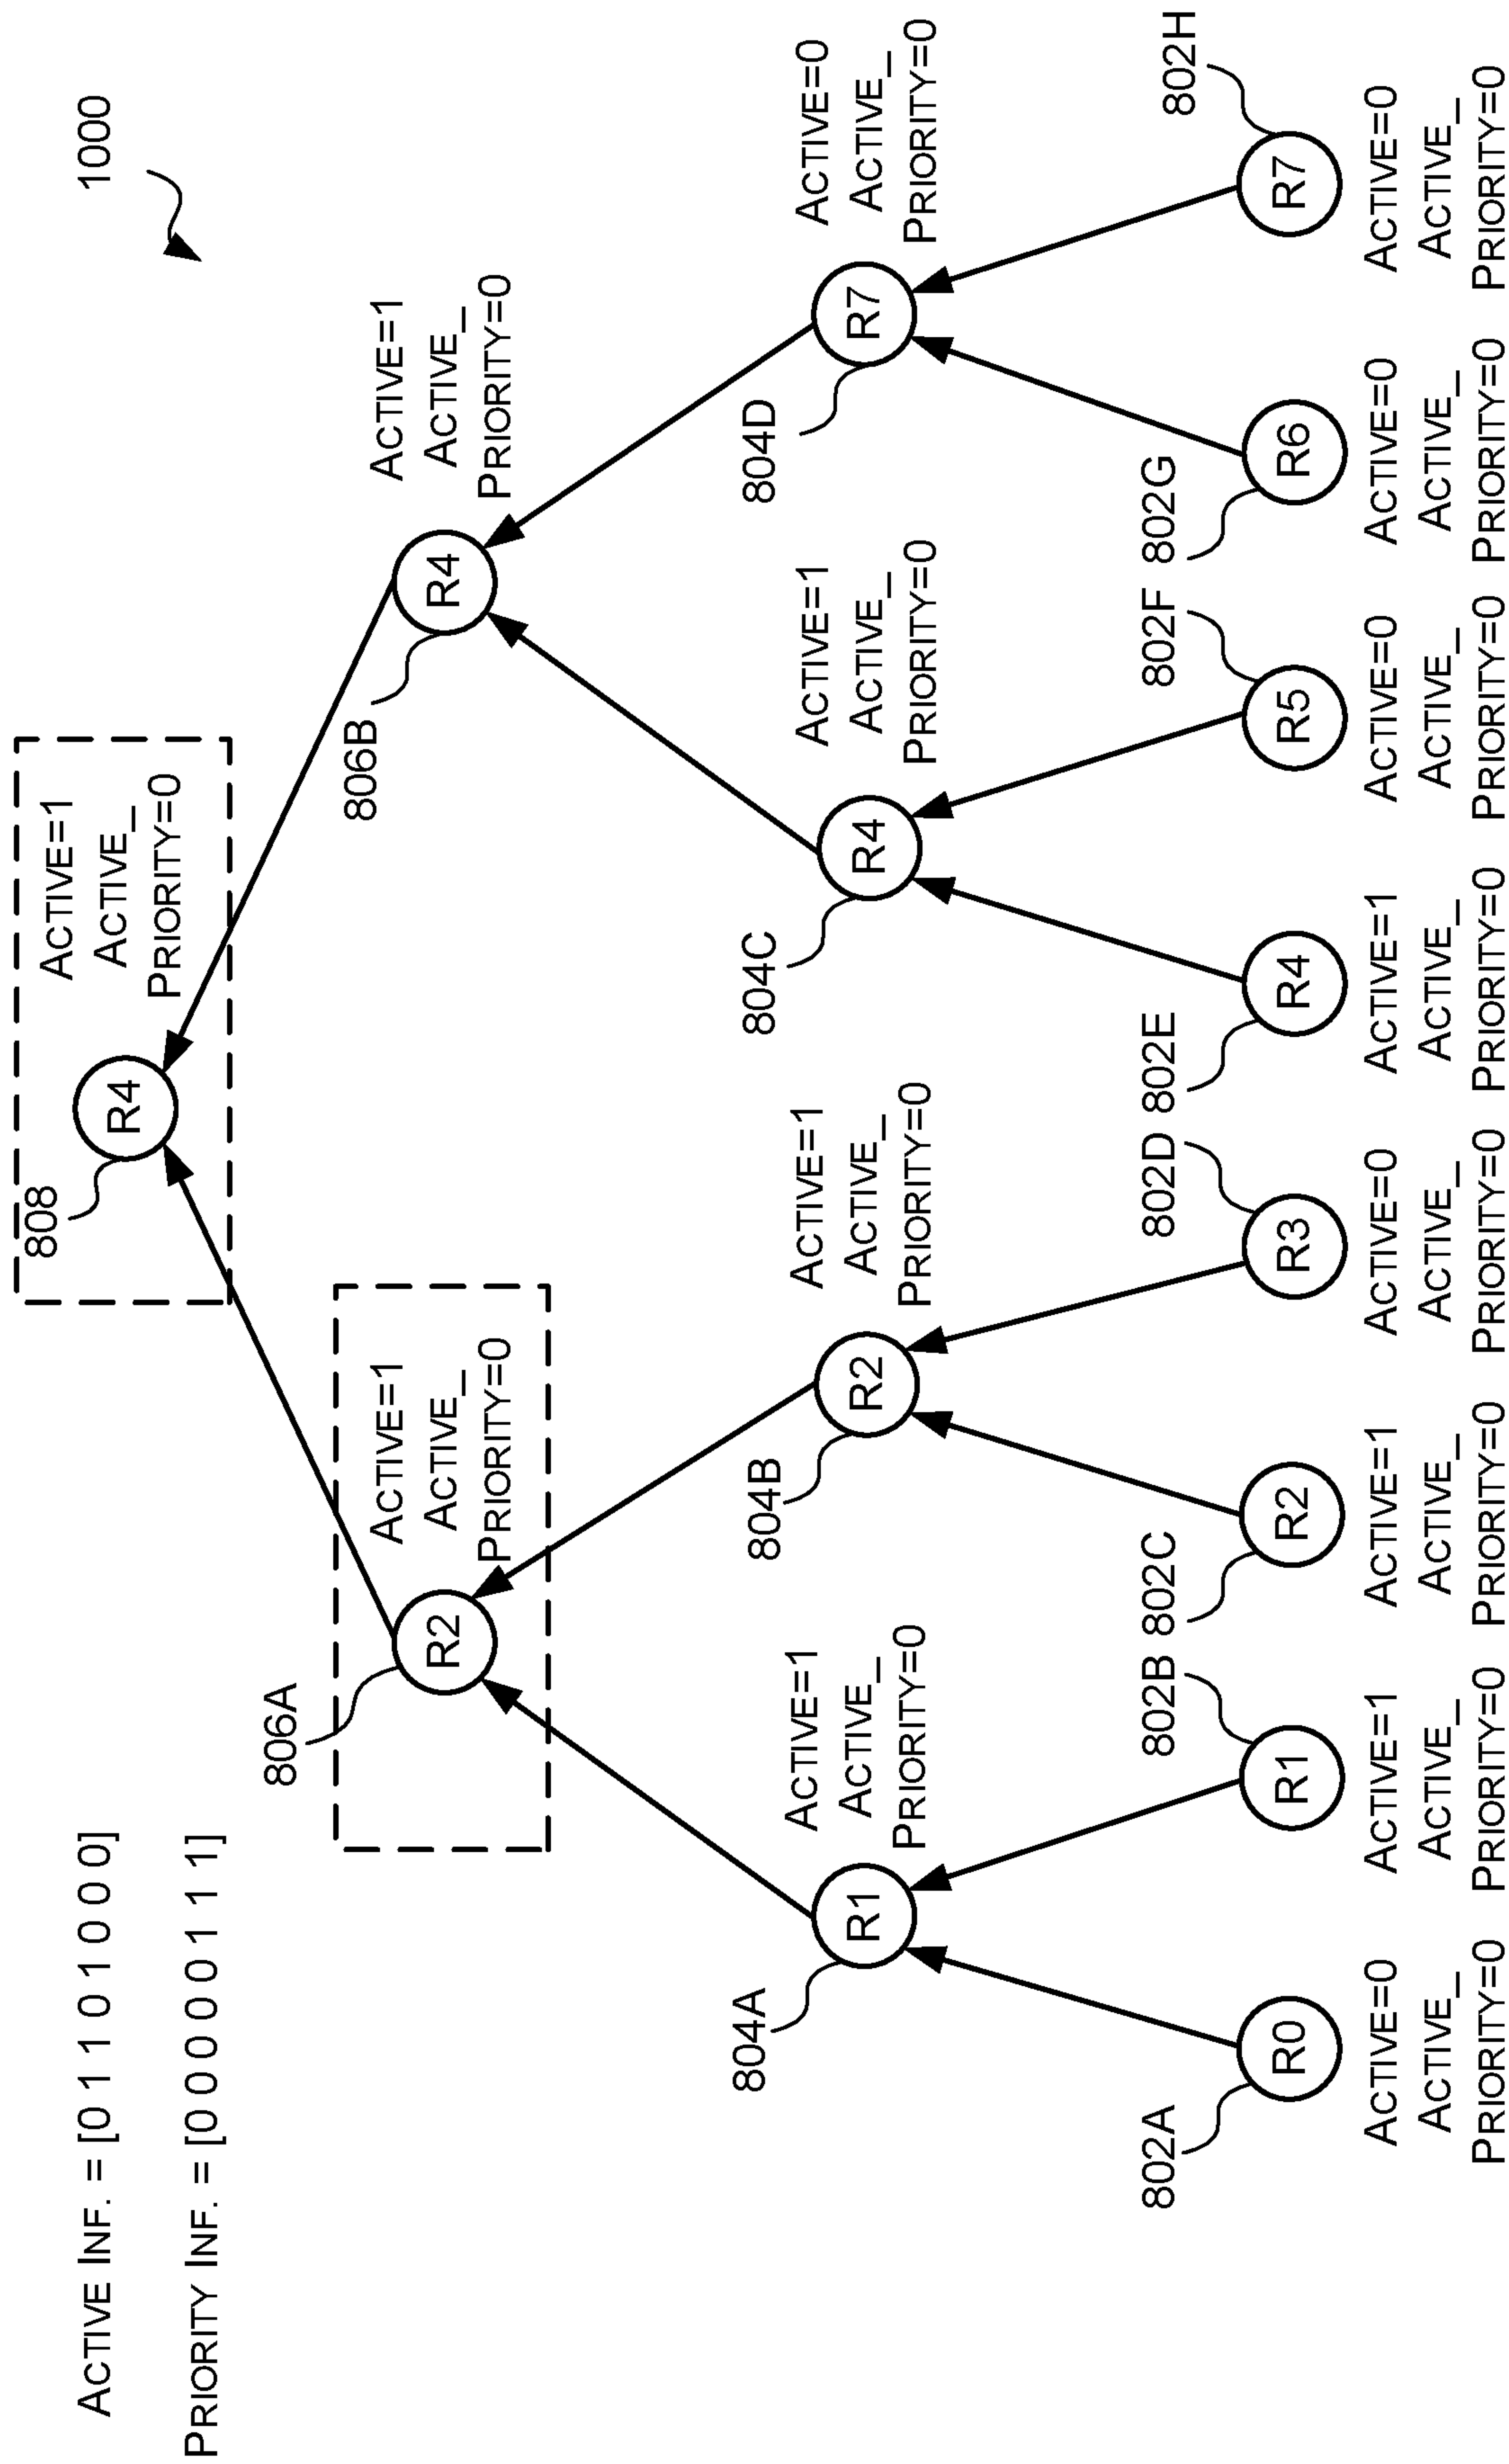 ACTIVE INF. = [0 1 1 0 1 0 0 0]
PRIORITY INF. = [0 0 0 0 0 1 1 1]
1000
808
R4
ACTIVE=1
ACTIVE_
PRIORITY=0
806A
R2
ACTIVE=1
ACTIVE_
PRIORITY=0
806B
R4
ACTIVE=1
ACTIVE_
PRIORITY=0
804A
R1
ACTIVE=1
ACTIVE_
PRIORITY=0
804B
R2
ACTIVE=1
ACTIVE_
PRIORITY=0
804C
R4
ACTIVE=1
ACTIVE_
PRIORITY=0
804D
R7
ACTIVE=0
ACTIVE_
PRIORITY=0
802A
R0
ACTIVE=0
ACTIVE_
PRIORITY=0
802B
R1
ACTIVE=1
ACTIVE_
PRIORITY=0
802C
R2
ACTIVE=1
ACTIVE_
PRIORITY=0
802D
R3
ACTIVE=0
ACTIVE_
PRIORITY=0
802E
R4
ACTIVE=1
ACTIVE_
PRIORITY=0
802F
R5
ACTIVE=0
ACTIVE_
PRIORITY=0
802G
R6
ACTIVE=0
ACTIVE_
PRIORITY=0
802H
R7
ACTIVE=0
ACTIVE_
PRIORITY=0